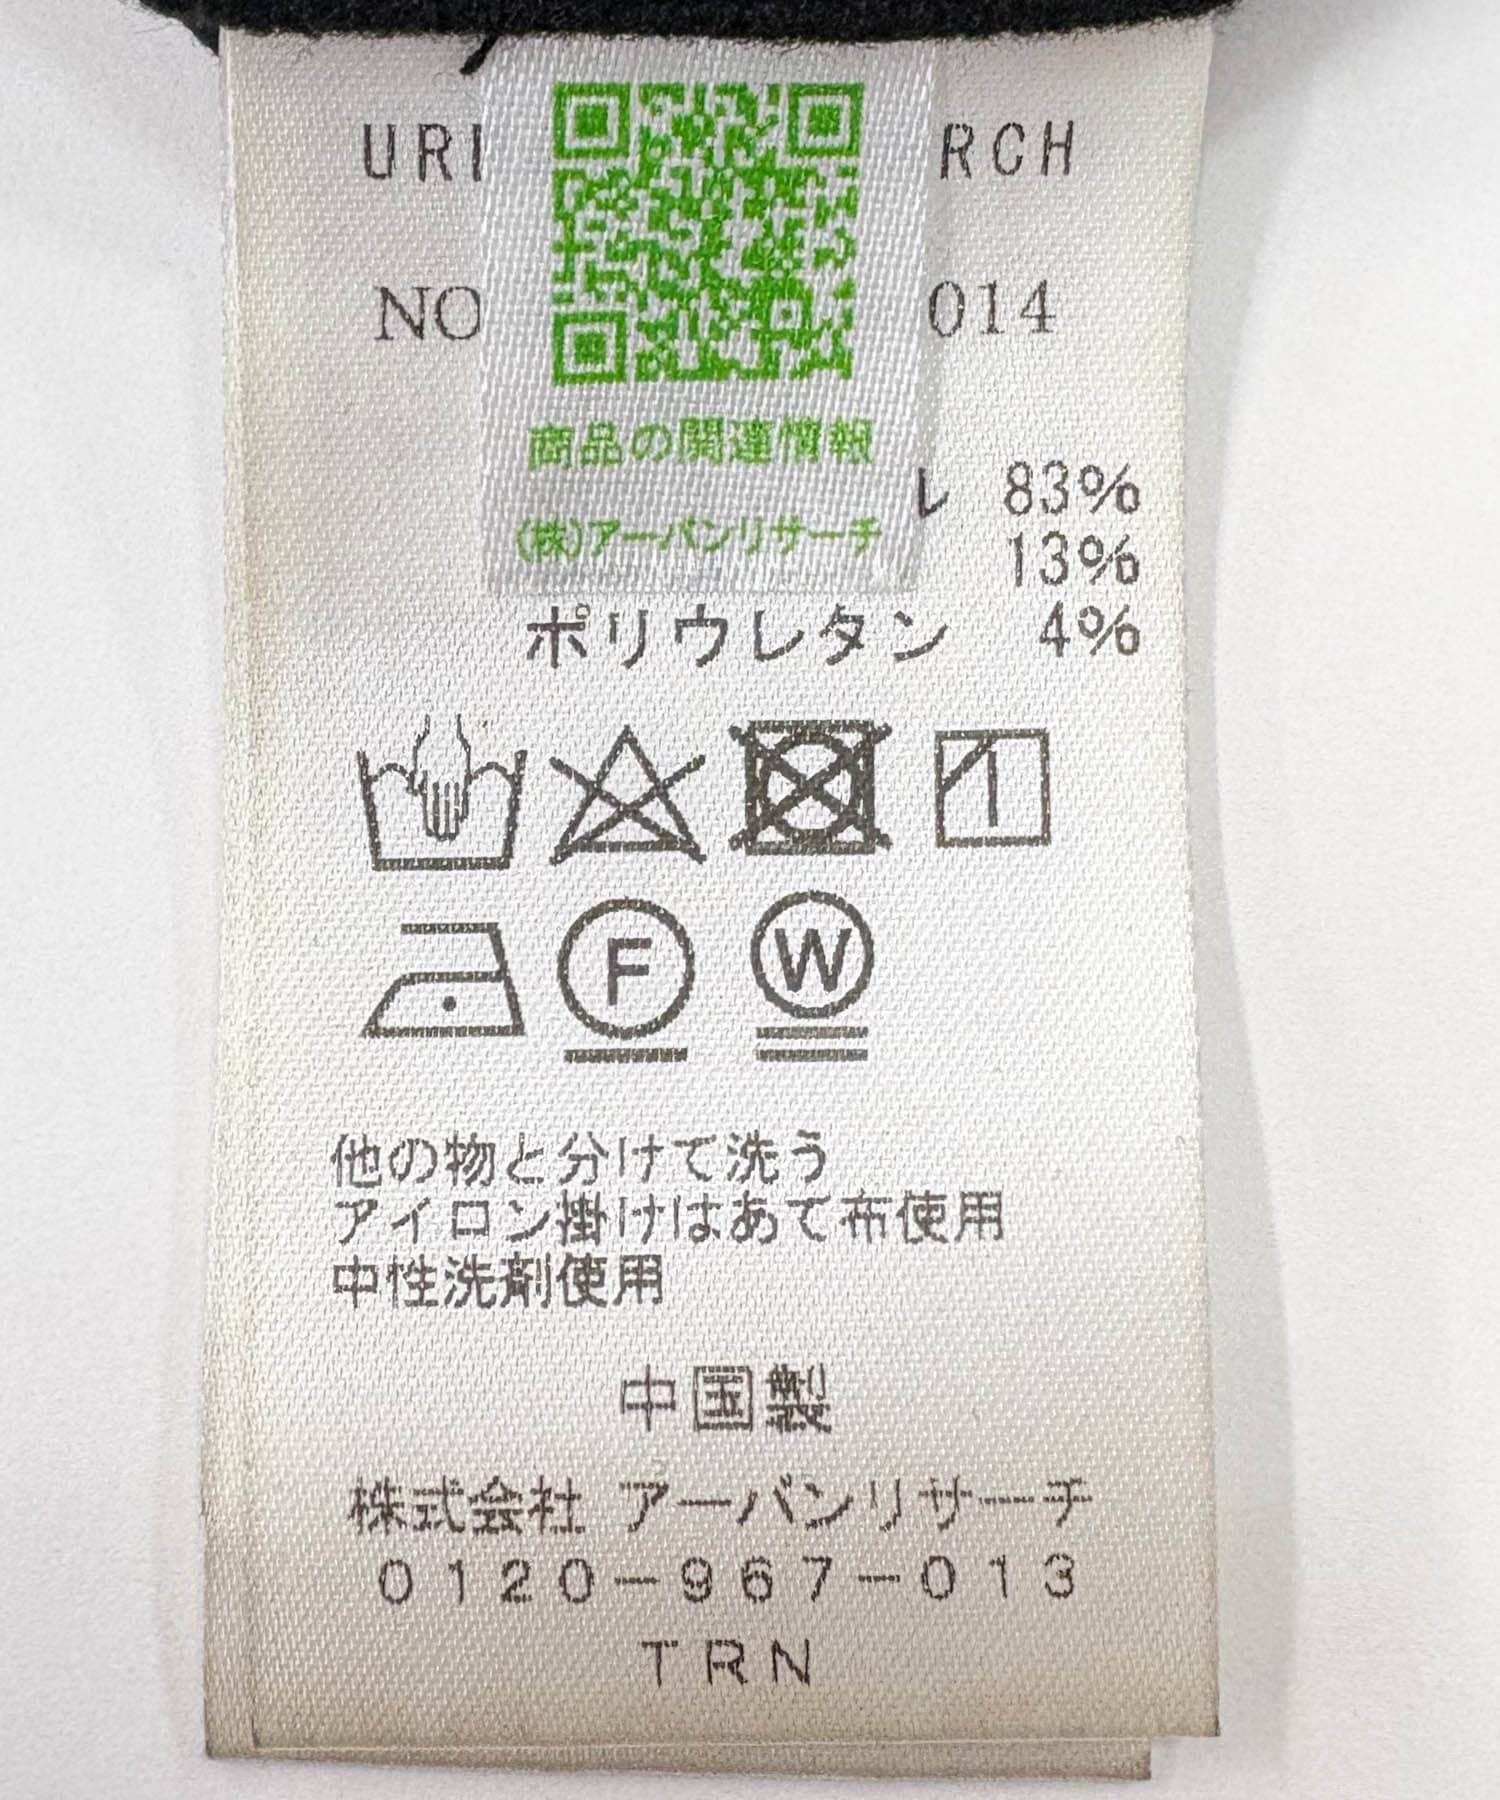 URB RCH
NO 014
商品の関連情報
(株)アーバンリサーチ
ル 83%
13%
ポリウレタン 4%
F W
他の物と分けて洗う
アイロン掛けはあて布使用
中性洗剤使用
中国製
株式会社 アーバンリサーチ
0120-967-013
TRN